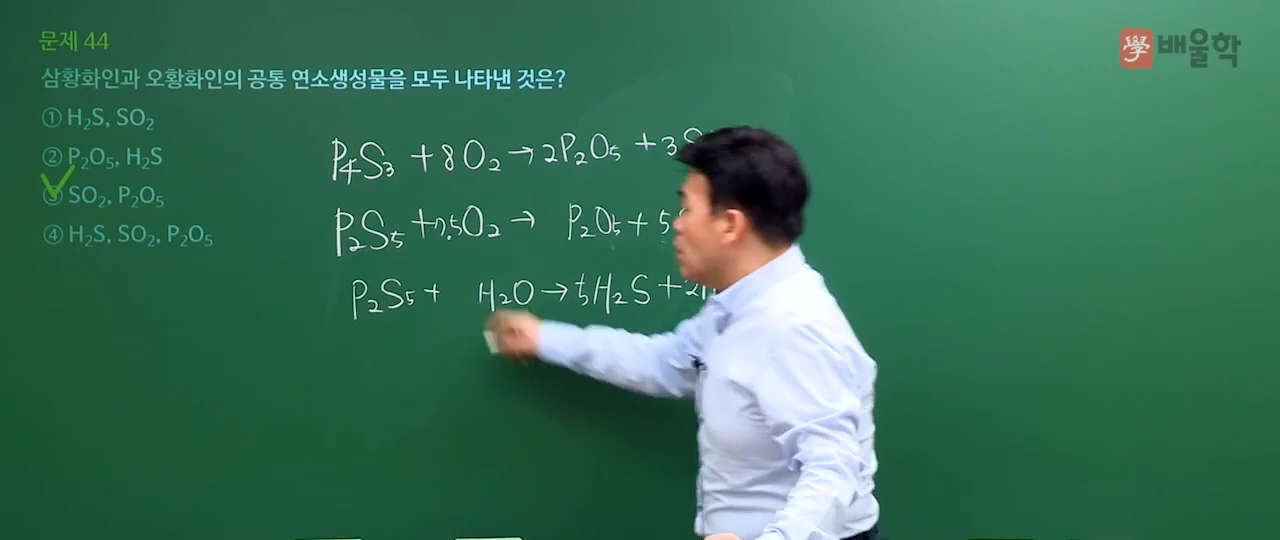 문제 44
學 배울학
삼황화인과 오황화인의 공통 연소생성물을 모두 나타낸 것은?
① H₂S, SO₂
② P₂O₅, H₂S
③ SO₂, P₂O₅
④ H₂S, SO₂, P₂O₅
P₄S₃ + 8O₂ → 2P₂O₅ + 3S
P₂S₅ + 7.5O₂ → P₂O₅ + 5
P₂S₅ + H₂O → 5H₂S + 2H